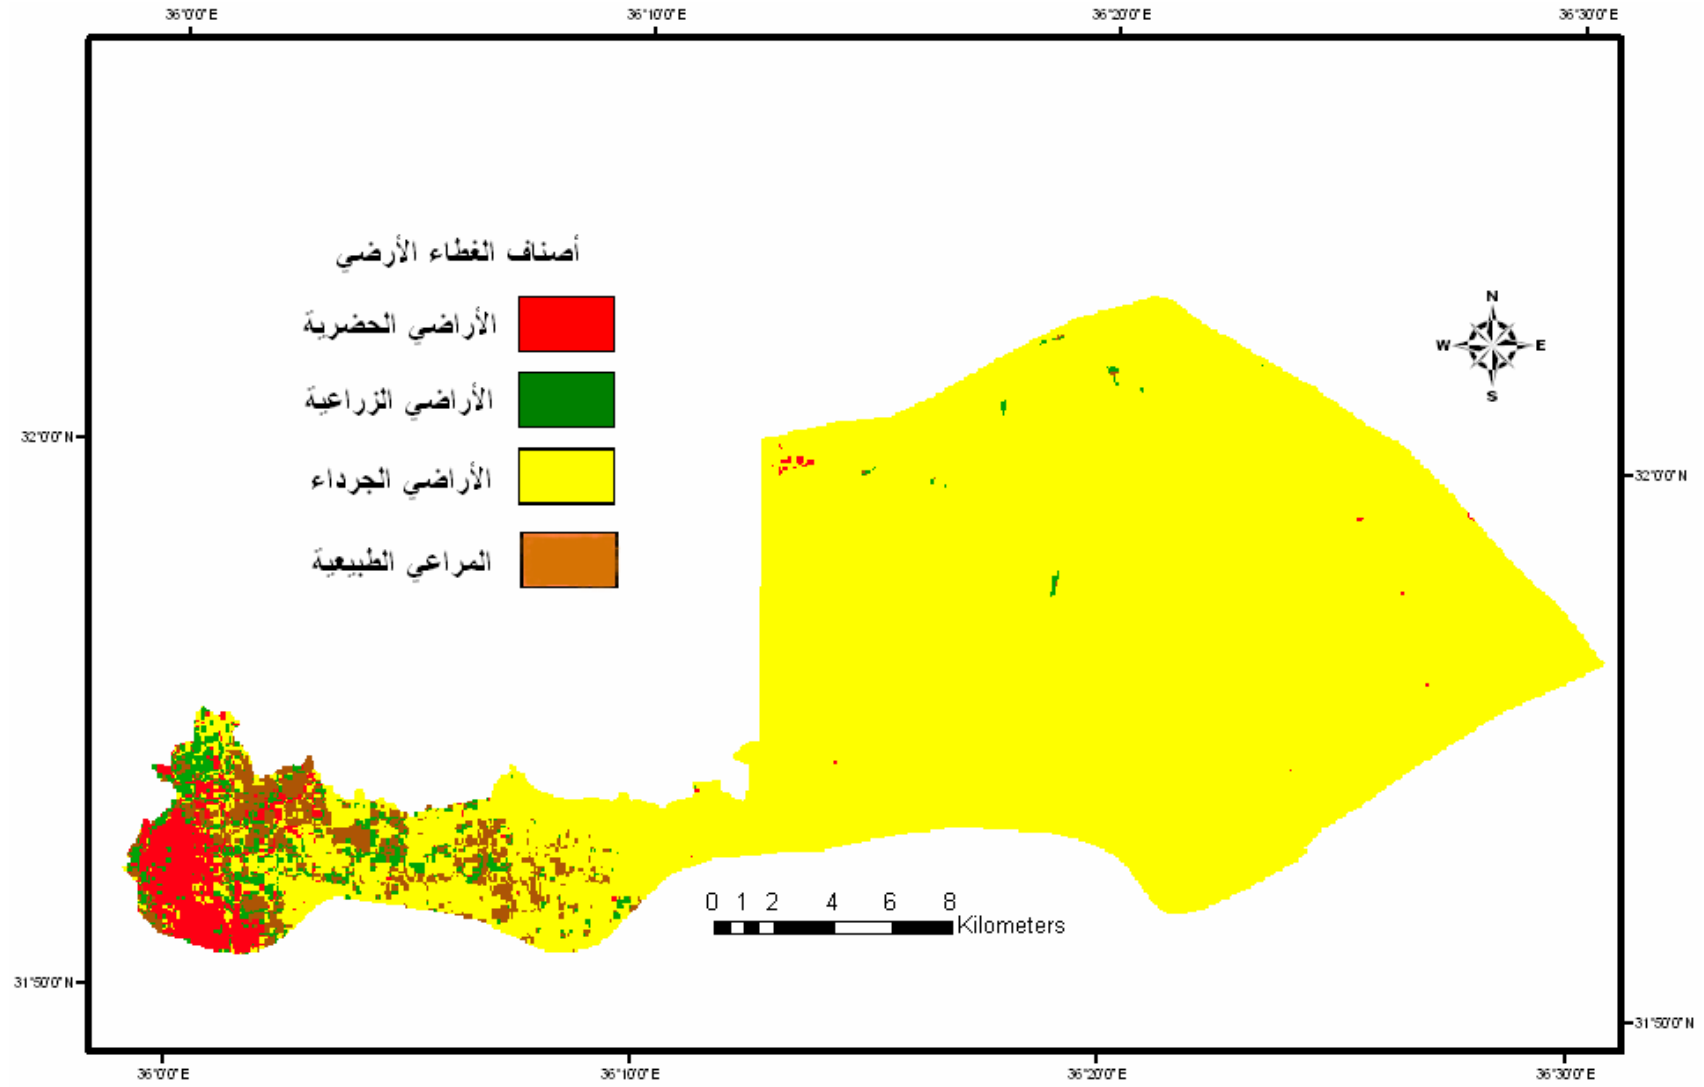 36°0'0"E 36°10'0"E 36°20'0"E 36°30'0"E
أصناف الغطاء الأرضي
الأراضي الحضرية
الأراضي الزراعية
الأراضي الجرداء
المراعي الطبيعية
N
W E
S
32°0'0"N
32°0'0"N
0 1 2 4 6 8
Kilometers
31°50'0"N
31°50'0"N
36°0'0"E 36°10'0"E 36°20'0"E 36°30'0"E